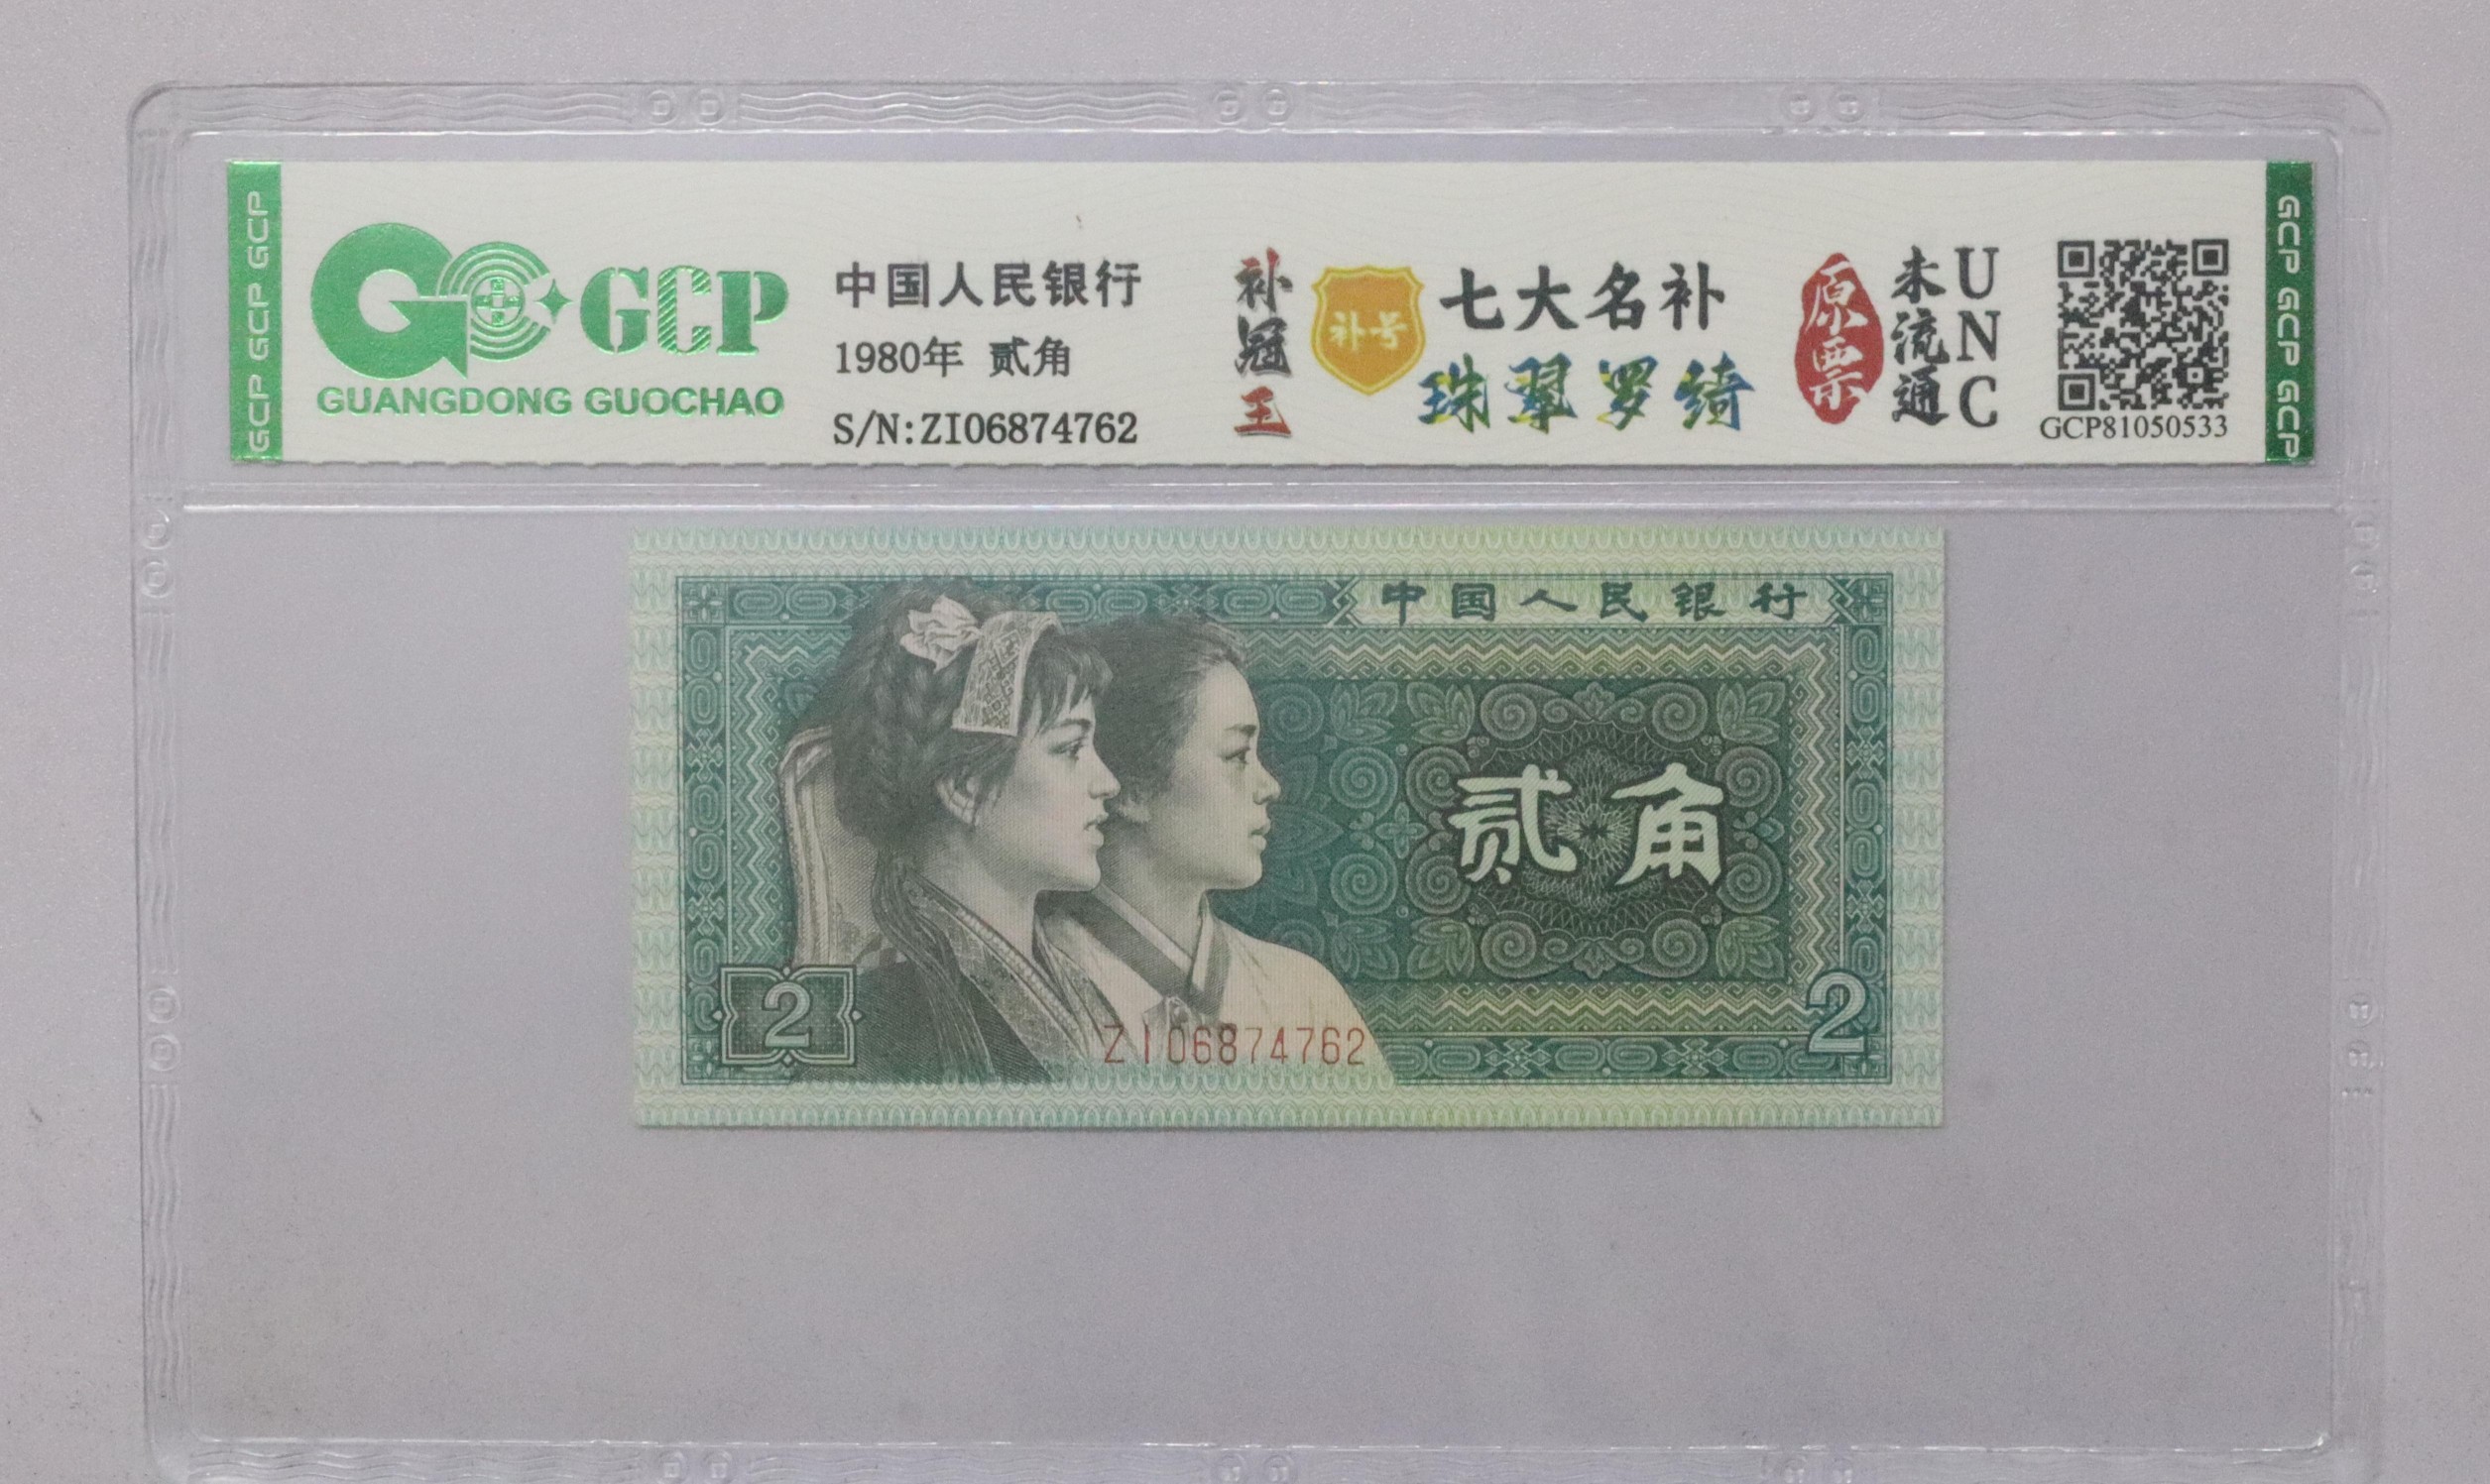 GCP GCP GCP
GCP
GUANGDONG GUOCHAO
中国人民银行
1980年 贰角
S/N:ZI06874762
补冠王
补号
七大名补
珠翠罗绮
原票
未流通
UNC
GCP81050533
GCP GCP GCP
中国人民银行
贰角
2
ZI06874762
2